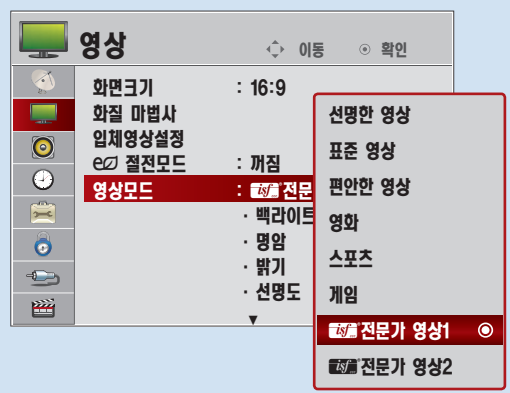 영상
이동 확인
화면크기 : 16:9
화질 마법사
입체영상설정
eco 절전모드 : 꺼짐
영상모드 : isf 전문
· 백라이트
· 명암
· 밝기
· 선명도
선명한 영상
표준 영상
편안한 영상
영화
스포츠
게임
isf 전문가 영상1
isf 전문가 영상2